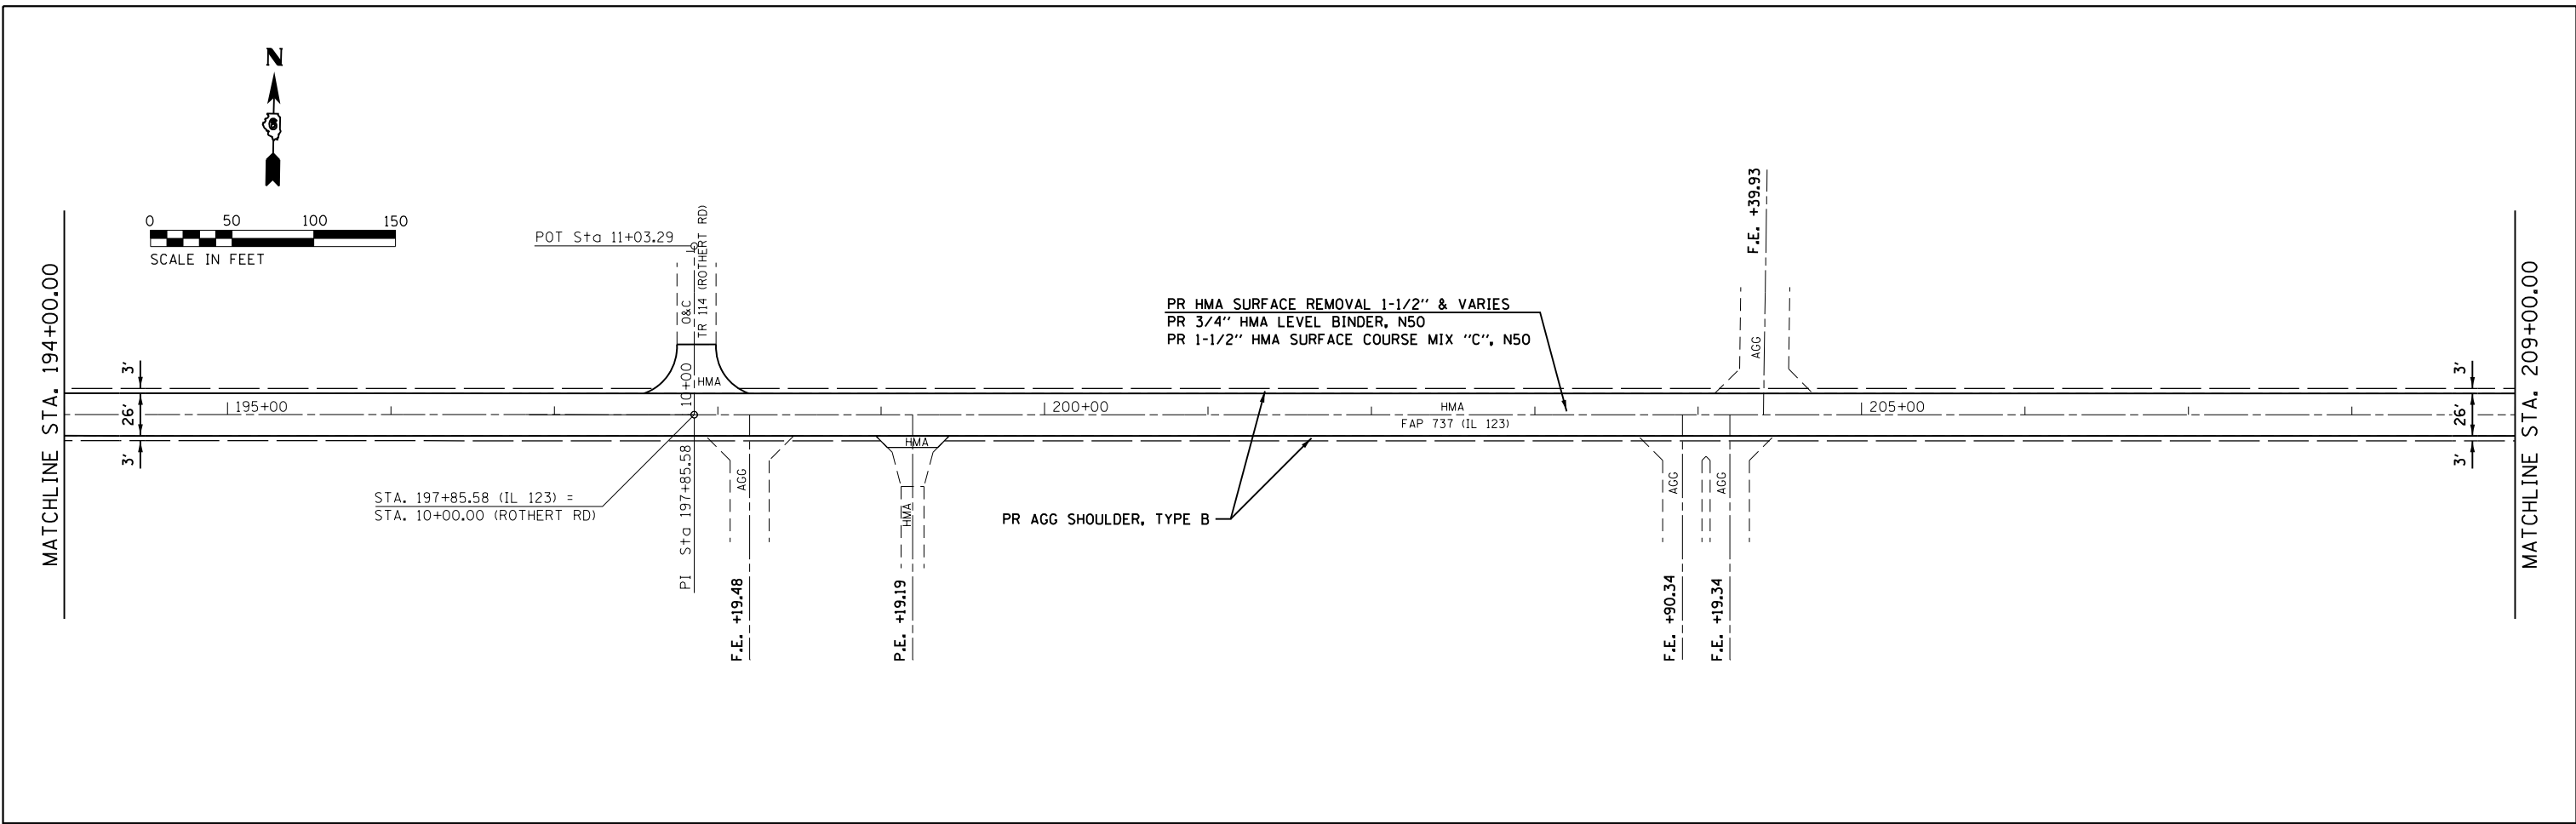 N
6
0 50 100 150
SCALE IN FEET
MATCHLINE STA. 194+00.00
3'
26'
3'
195+00
POT Sta 11+03.29
TR 114 (ROTHERT RD)
O&C
10+00
HMA
STA. 197+85.58 (IL 123) =
STA. 10+00.00 (ROTHERT RD)
PI Sta 197+85.58
AGG
F.E. +19.48
HMA
HMA
P.E. +19.19
200+00
PR HMA SURFACE REMOVAL 1-1/2" & VARIES
PR 3/4" HMA LEVEL BINDER, N50
PR 1-1/2" HMA SURFACE COURSE MIX "C", N50
HMA
FAP 737 (IL 123)
PR AGG SHOULDER, TYPE B
AGG
F.E. +90.34
AGG
F.E. +19.34
F.E. +39.93
AGG
205+00
3'
26'
3'
MATCHLINE STA. 209+00.00